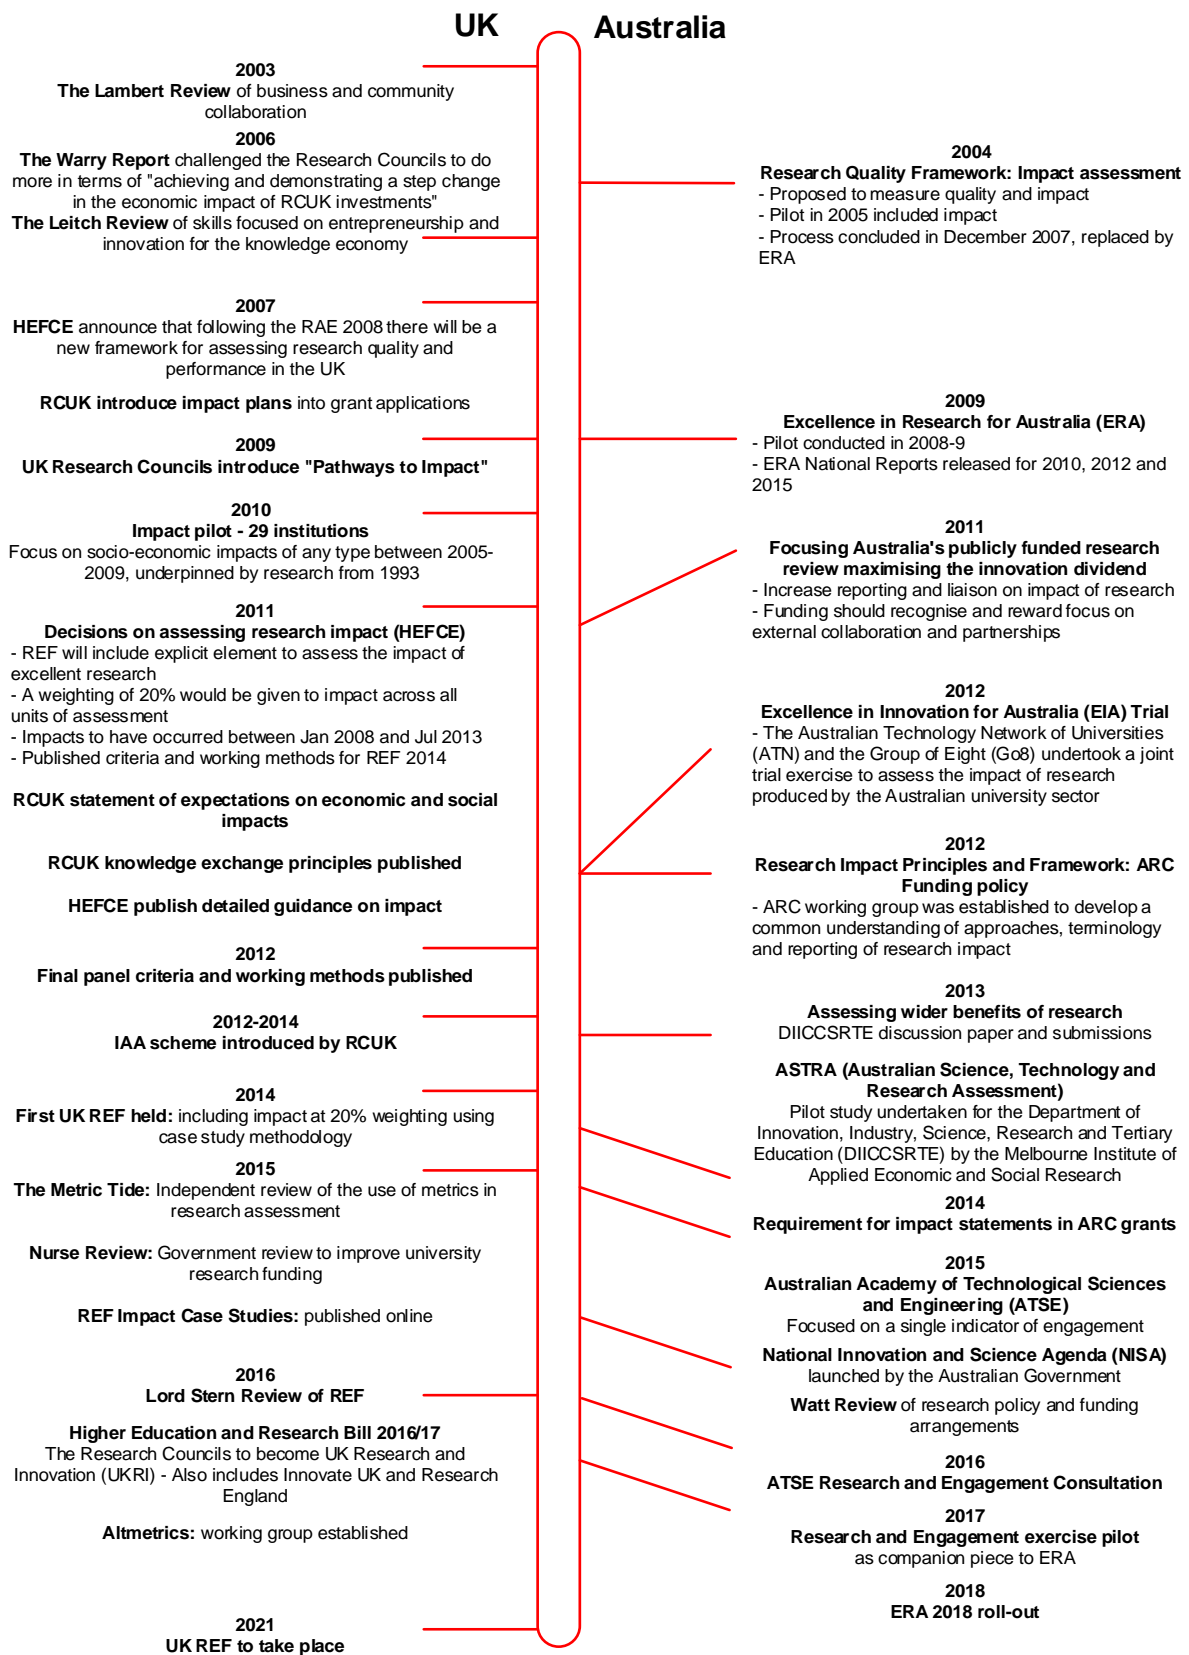 UK
Australia
2003
The Lambert Review of business and community
collaboration
2006
The Warry Report challenged the Research Councils to do
more in terms of "achieving and demonstrating a step change
in the economic impact of RCUK investments"
The Leitch Review of skills focused on entrepreneurship and
innovation for the knowledge economy
2007
HEFCE announce that following the RAE 2008 there will be a
new framework for assessing research quality and
performance in the UK
RCUK introduce impact plans into grant applications
2009
UK Research Councils introduce "Pathways to Impact"
2010
Impact pilot - 29 institutions
Focus on socio-economic impacts of any type between 2005-
2009, underpinned by research from 1993
2011
Decisions on assessing research impact (HEFCE)
- REF will include explicit element to assess the impact of
excellent research
- A weighting of 20% would be given to impact across all
units of assessment
- Impacts to have occurred between Jan 2008 and Jul 2013
- Published criteria and working methods for REF 2014
RCUK statement of expectations on economic and social
impacts
RCUK knowledge exchange principles published
HEFCE publish detailed guidance on impact
2012
Final panel criteria and working methods published
2012-2014
IAA scheme introduced by RCUK
2014
First UK REF held: including impact at 20% weighting using
case study methodology
2015
The Metric Tide: Independent review of the use of metrics in
research assessment
Nurse Review: Government review to improve university
research funding
REF Impact Case Studies: published online
2016
Lord Stern Review of REF
Higher Education and Research Bill 2016/17
The Research Councils to become UK Research and
Innovation (UKRI) - Also includes Innovate UK and Research
England
Altmetrics: working group established
2021
UK REF to take place
2004
Research Quality Framework: Impact assessment
- Proposed to measure quality and impact
- Pilot in 2005 included impact
- Process concluded in December 2007, replaced by
ERA
2009
Excellence in Research for Australia (ERA)
- Pilot conducted in 2008-9
- ERA National Reports released for 2010, 2012 and
2015
2011
Focusing Australia's publicly funded research
review maximising the innovation dividend
- Increase reporting and liaison on impact of research
- Funding should recognise and reward focus on
external collaboration and partnerships
2012
Excellence in Innovation for Australia (EIA) Trial
- The Australian Technology Network of Universities
(ATN) and the Group of Eight (Go8) undertook a joint
trial exercise to assess the impact of research
produced by the Australian university sector
2012
Research Impact Principles and Framework: ARC
Funding policy
- ARC working group was established to develop a
common understanding of approaches, terminology
and reporting of research impact
2013
Assessing wider benefits of research
DIICCSRTE discussion paper and submissions
ASTRA (Australian Science, Technology and
Research Assessment)
Pilot study undertaken for the Department of
Innovation, Industry, Science, Research and Tertiary
Education (DIICCSRTE) by the Melbourne Institute of
Applied Economic and Social Research
2014
Requirement for impact statements in ARC grants
2015
Australian Academy of Technological Sciences
and Engineering (ATSE)
Focused on a single indicator of engagement
National Innovation and Science Agenda (NISA)
launched by the Australian Government
Watt Review of research policy and funding
arrangements
2016
ATSE Research and Engagement Consultation
2017
Research and Engagement exercise pilot
as companion piece to ERA
2018
ERA 2018 roll-out